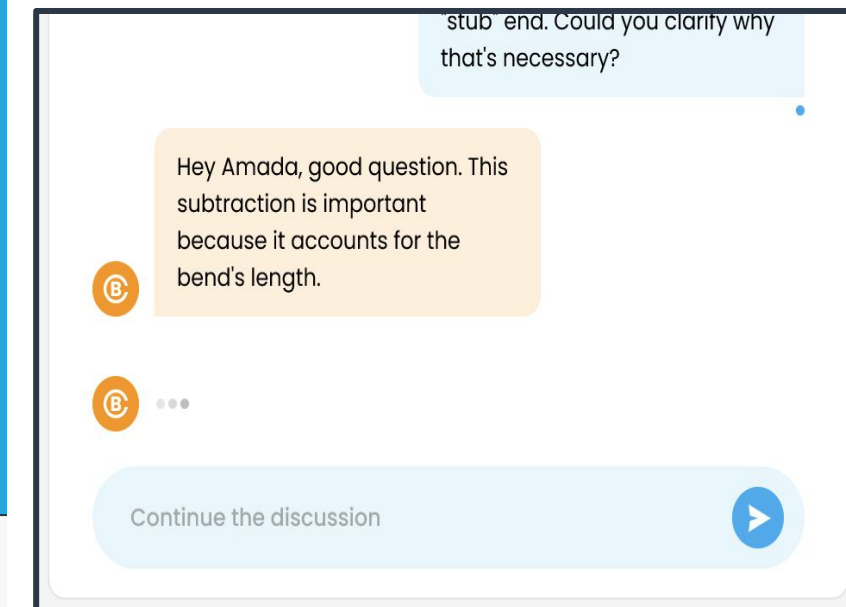 "stub" end. Could you clarify why
that's necessary?
Hey Amada, good question. This
subtraction is important
because it accounts for the
bend's length.
B
B
Continue the discussion